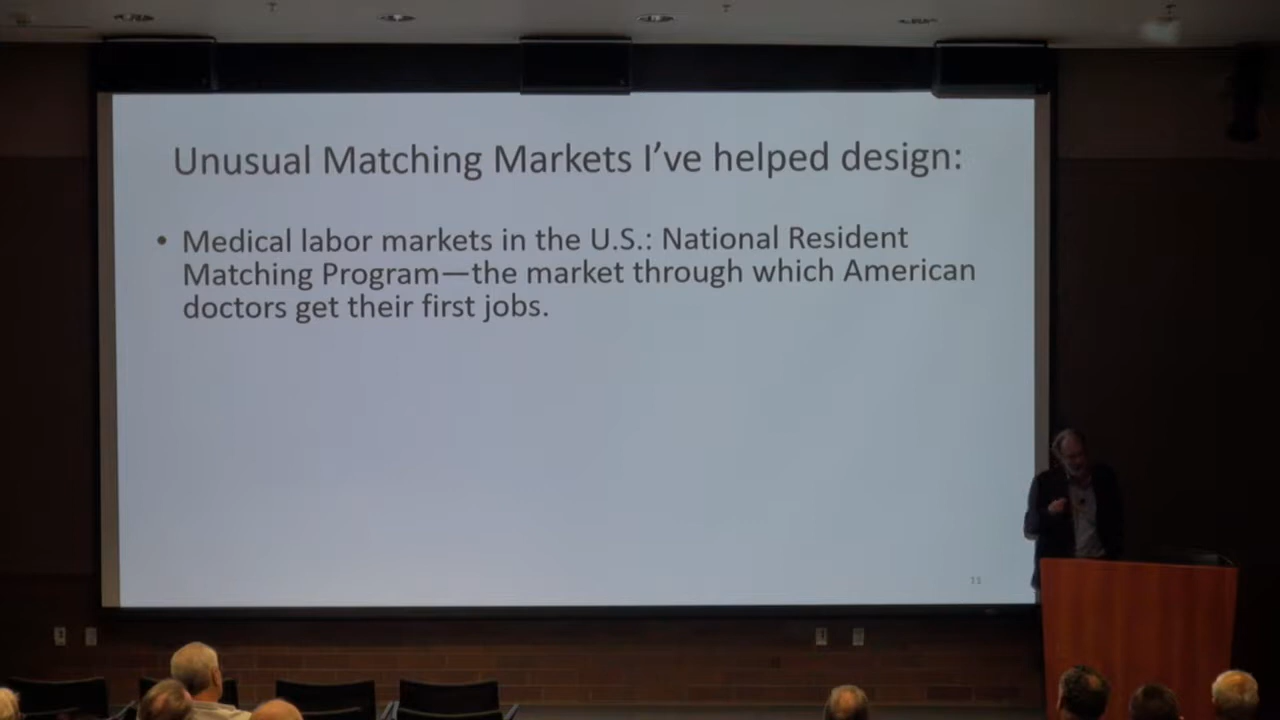 Unusual Matching Markets I’ve helped design:
• Medical labor markets in the U.S.: National Resident
Matching Program—the market through which American
doctors get their first jobs.
11